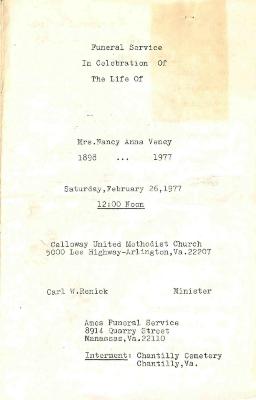 Funeral Service
In Celebration Of
The Life Of
Mrs.Nancy Anna Veney
1898 ... 1977
Saturday,February 26,1977
12:00 Noon
Calloway United Methodist Church
5000 Lee Highway-Arlington,Va.22207
Carl W.Renick Minister
Ames Funeral Service
8914 Quarry Street
Manassas,Va.22110
Interment: Chantilly Cemetery
Chantilly,Va.